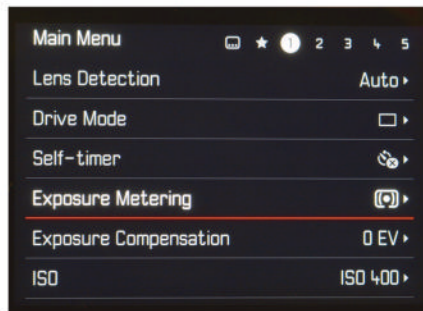 Main Menu 1 2 3 4 5
Lens Detection Auto
Drive Mode
Self-timer
Exposure Metering
Exposure Compensation 0 EV
ISO ISO 400